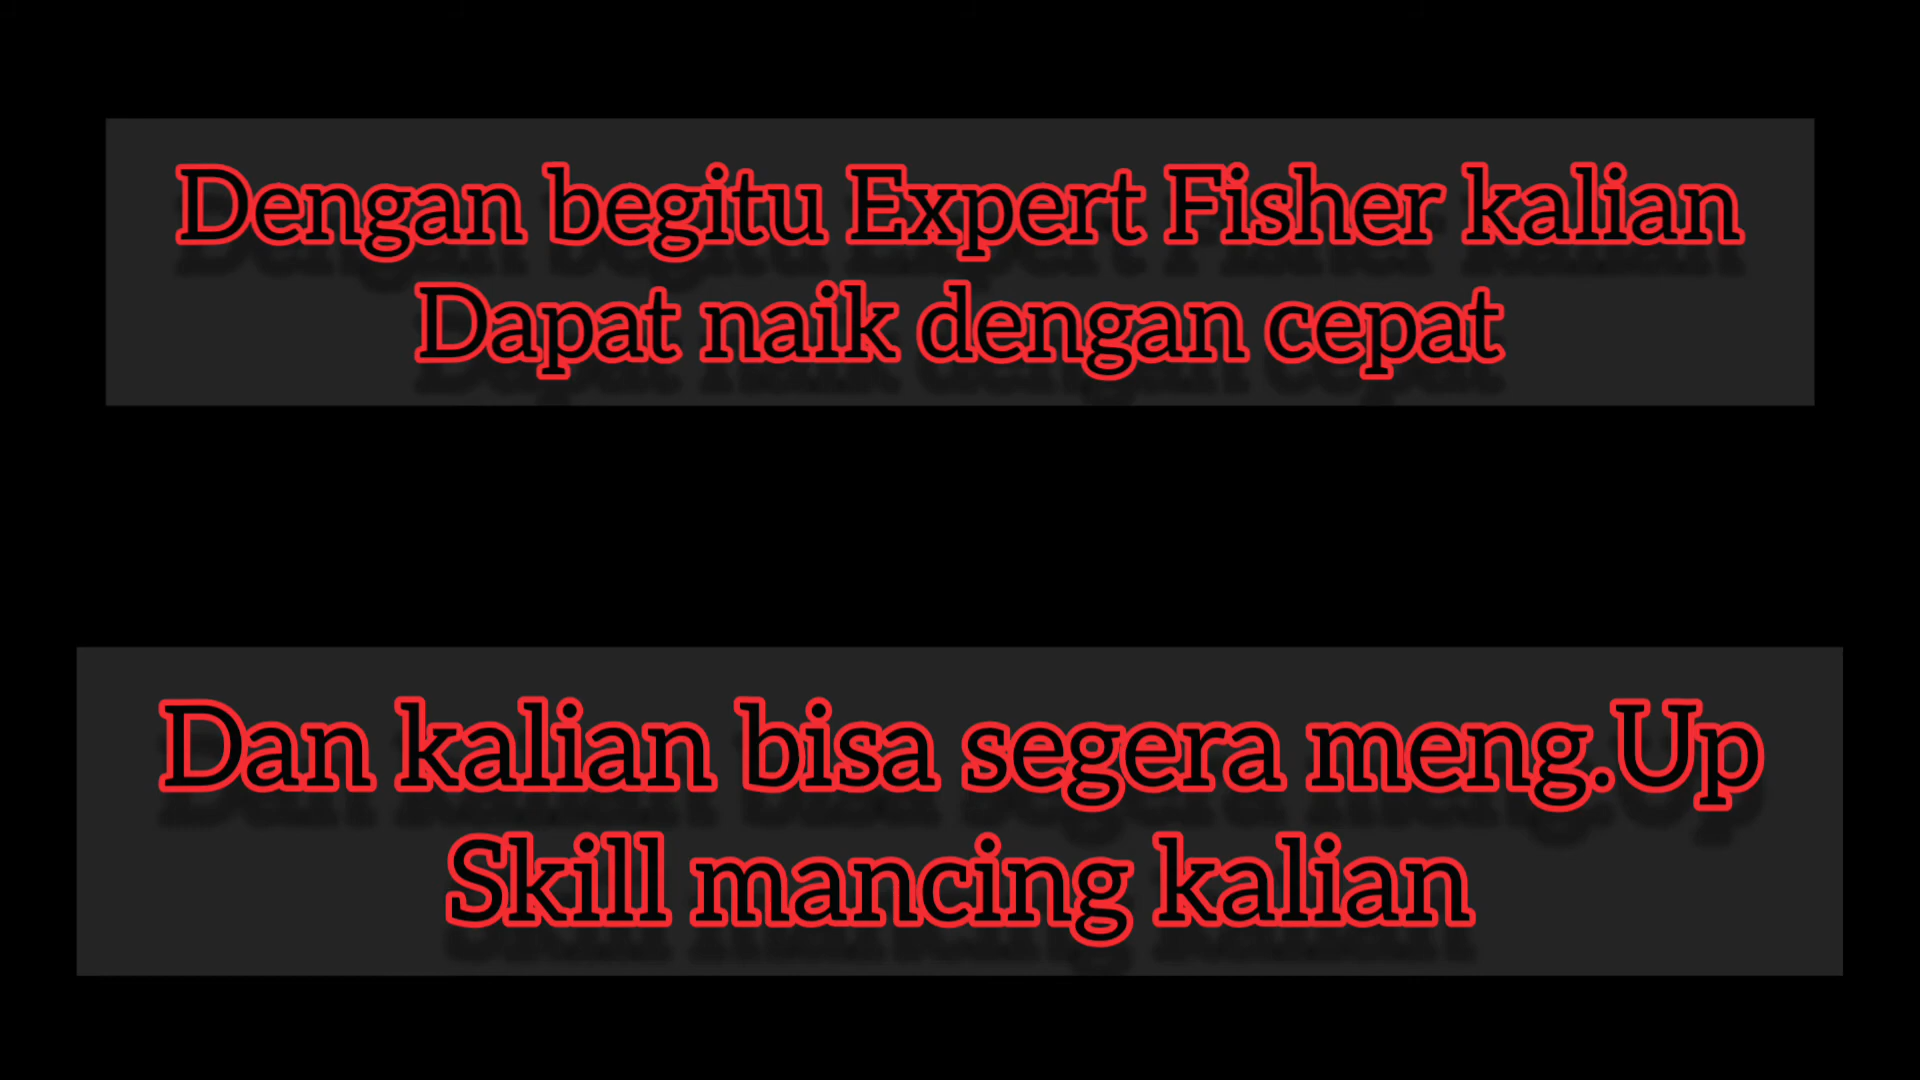 Dengan begitu Expert Fisher kalian
Dapat naik dengan cepat
Dan kalian bisa segera meng.Up
Skill mancing kalian